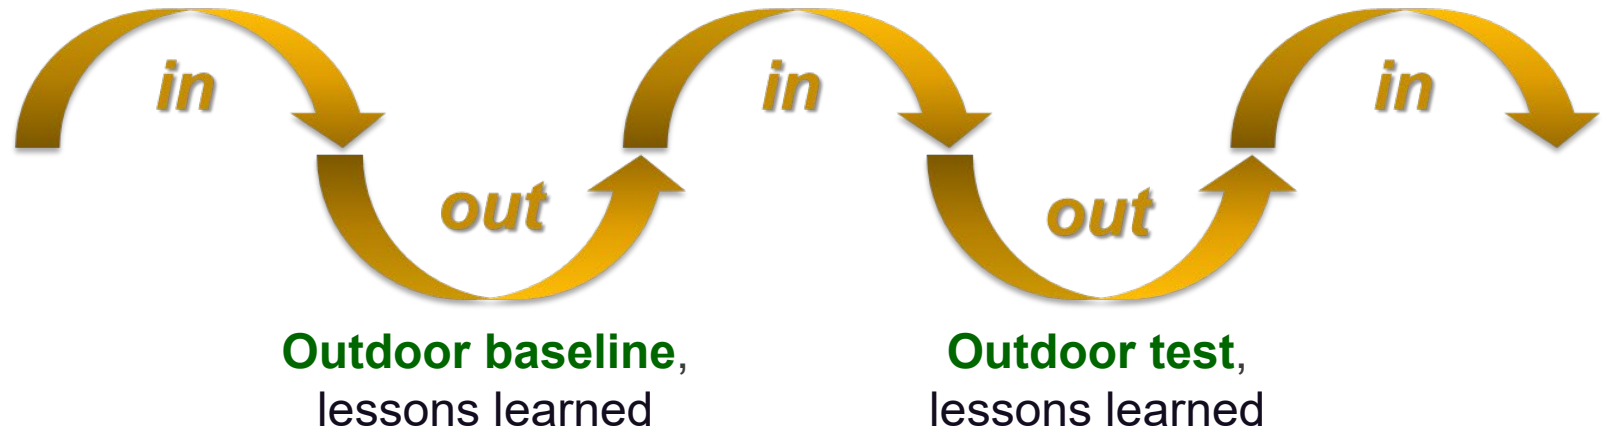 in
in
in
out
out
Outdoor baseline,
lessons learned
Outdoor test,
lessons learned